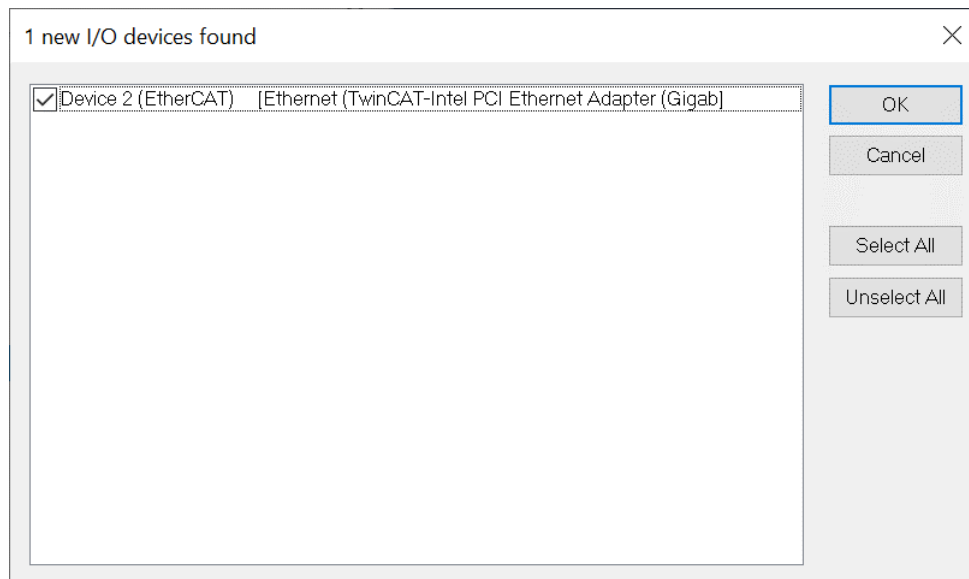 1 new I/O devices found
Device 2 (EtherCAT) [Ethernet (TwinCAT-Intel PCI Ethernet Adapter (Gigab]
OK
Cancel
Select All
Unselect All